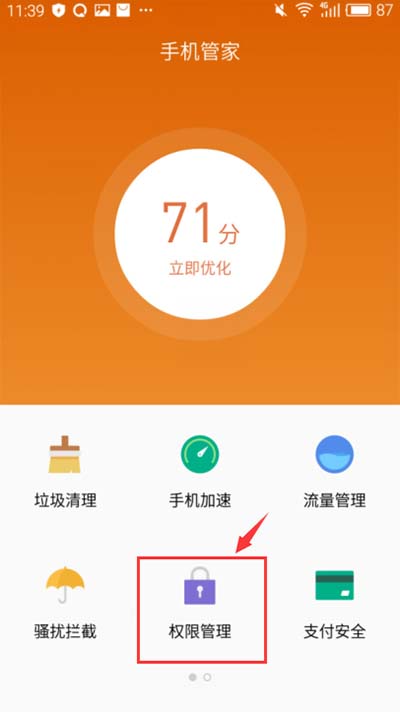 11:39 4G 87
手机管家
71分
立即优化
垃圾清理 手机加速 流量管理
骚扰拦截 权限管理 支付安全